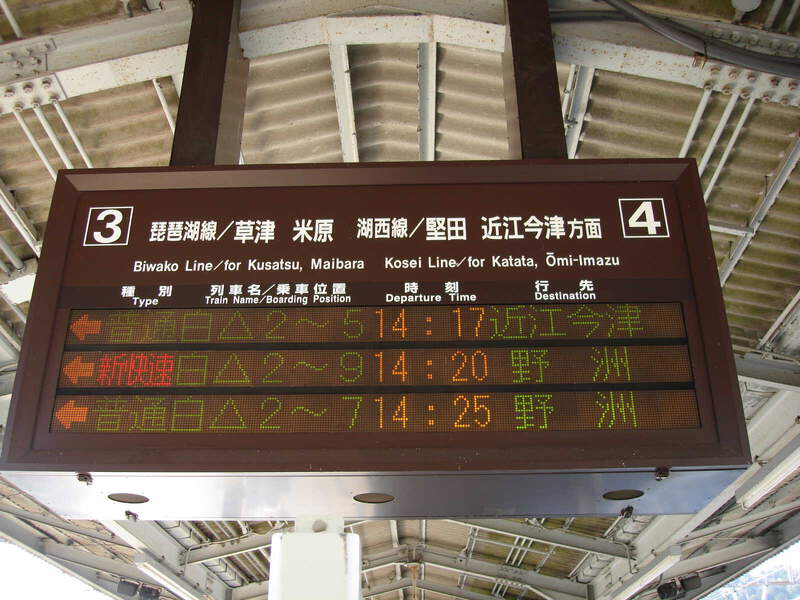 3 琵琶湖線/草津 米原 湖西線/堅田 近江今津方面 4
Biwako Line/for Kusatsu, Maibara Kosei Line/for Katata, Ōmi-Imazu
種別 列車名/乗車位置 時刻 行先
Type Train Name/Boarding Position Departure Time Destination
←普通白△2～5 14:17近江今津
←新快速白△2～9 14:20 野洲
←普通白△2～7 14:25 野洲